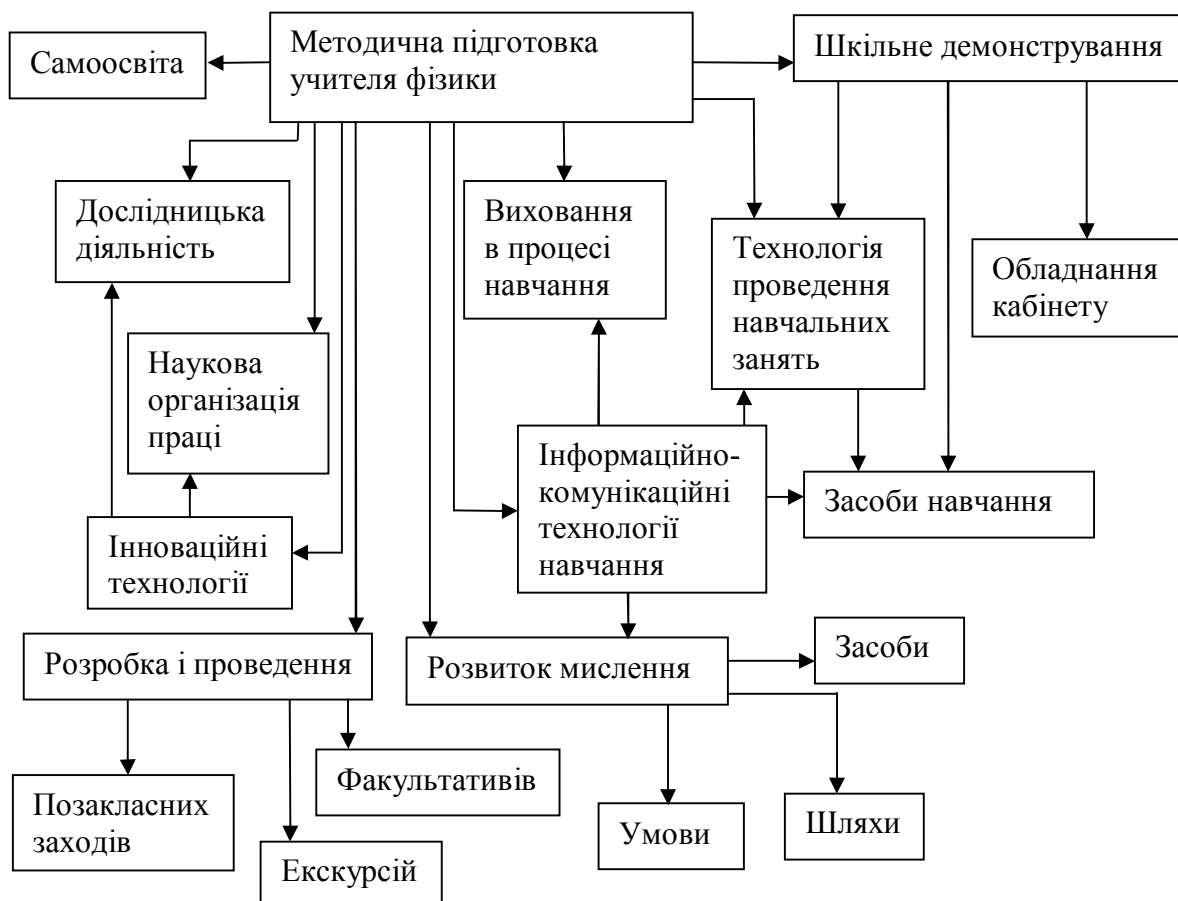 Самоосвіта
Методична підготовка
учителя фізики
Шкільне демонстрування
Дослідницька
діяльність
Виховання
в процесі
навчання
Технологія
проведення
навчальних
занять
Обладнання
кабінету
Наукова
організація
праці
Інформаційно-
комунікаційні
технології
навчання
Засоби навчання
Інноваційні
технології
Розробка і проведення
Розвиток мислення
Засоби
Позакласних
заходів
Факультативів
Екскурсій
Умови
Шляхи